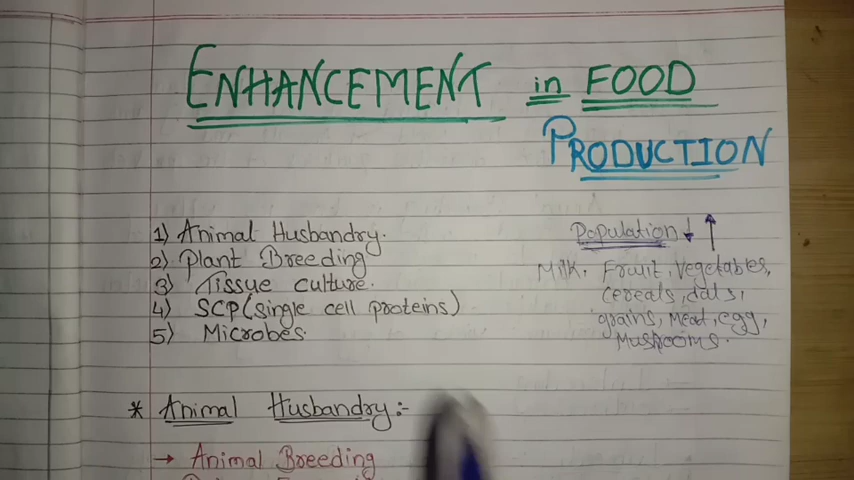 ENHANCEMENT in FOOD
PRODUCTION
1) Animal Husbandry.
2) Plant Breeding
3) Tissue culture.
4) SCP (single cell proteins)
5) Microbes.
Population ↓ ↑
Milk, Fruit, Vegetables,
cereals, dals,
grains, Meat, egg,
Musrooms.
* Animal Husbandry :-
→ Animal Breeding